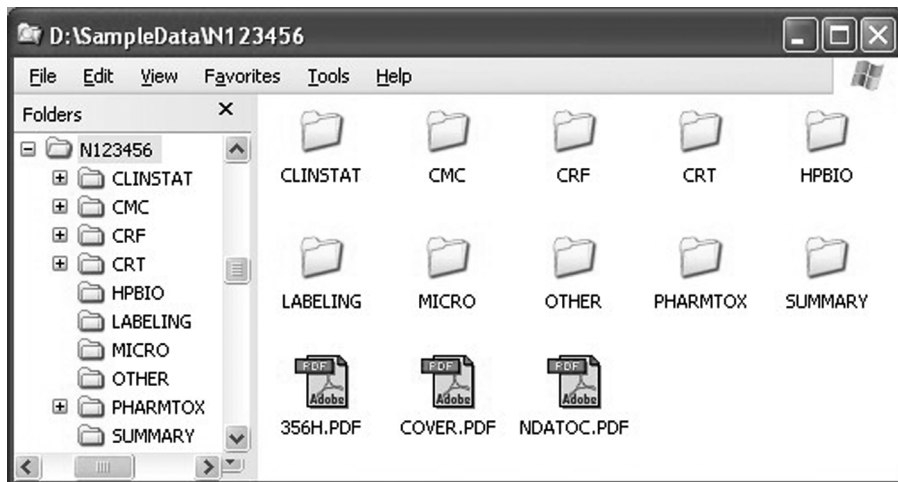 D:\SampleData\N123456
File Edit View Favorites Tools Help
Folders
N123456
CLINSTAT
CMC
CRF
CRT
HPBIO
LABELING
MICRO
OTHER
PHARMTOX
SUMMARY
CLINSTAT CMC CRF CRT HPBIO
LABELING MICRO OTHER PHARMTOX SUMMARY
PDF PDF PDF
Adobe Adobe Adobe
356H.PDF COVER.PDF NDATOC.PDF